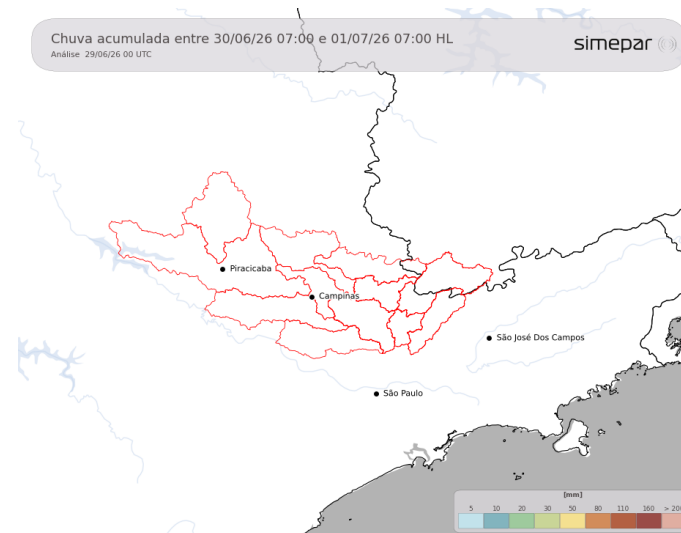 Chuva acumulada entre 30/06/26 07:00 e 01/07/26 07:00 HL
Análise 29/06/26 00 UTC
simepar
Piracicaba
Campinas
São José Dos Campos
São Paulo
[mm]
5 10 20 30 50 80 110 160 > 200